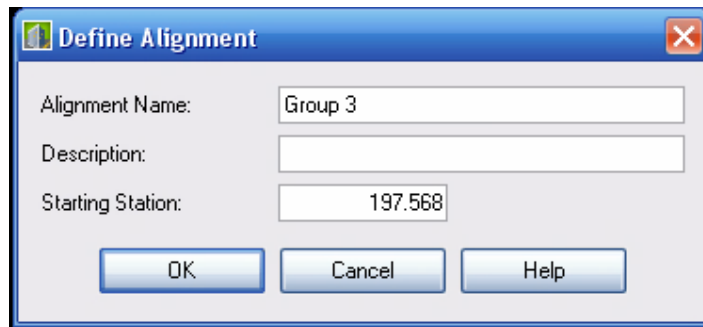 Define Alignment
Alignment Name: Group 3
Description:
Starting Station: 197.568
OK Cancel Help